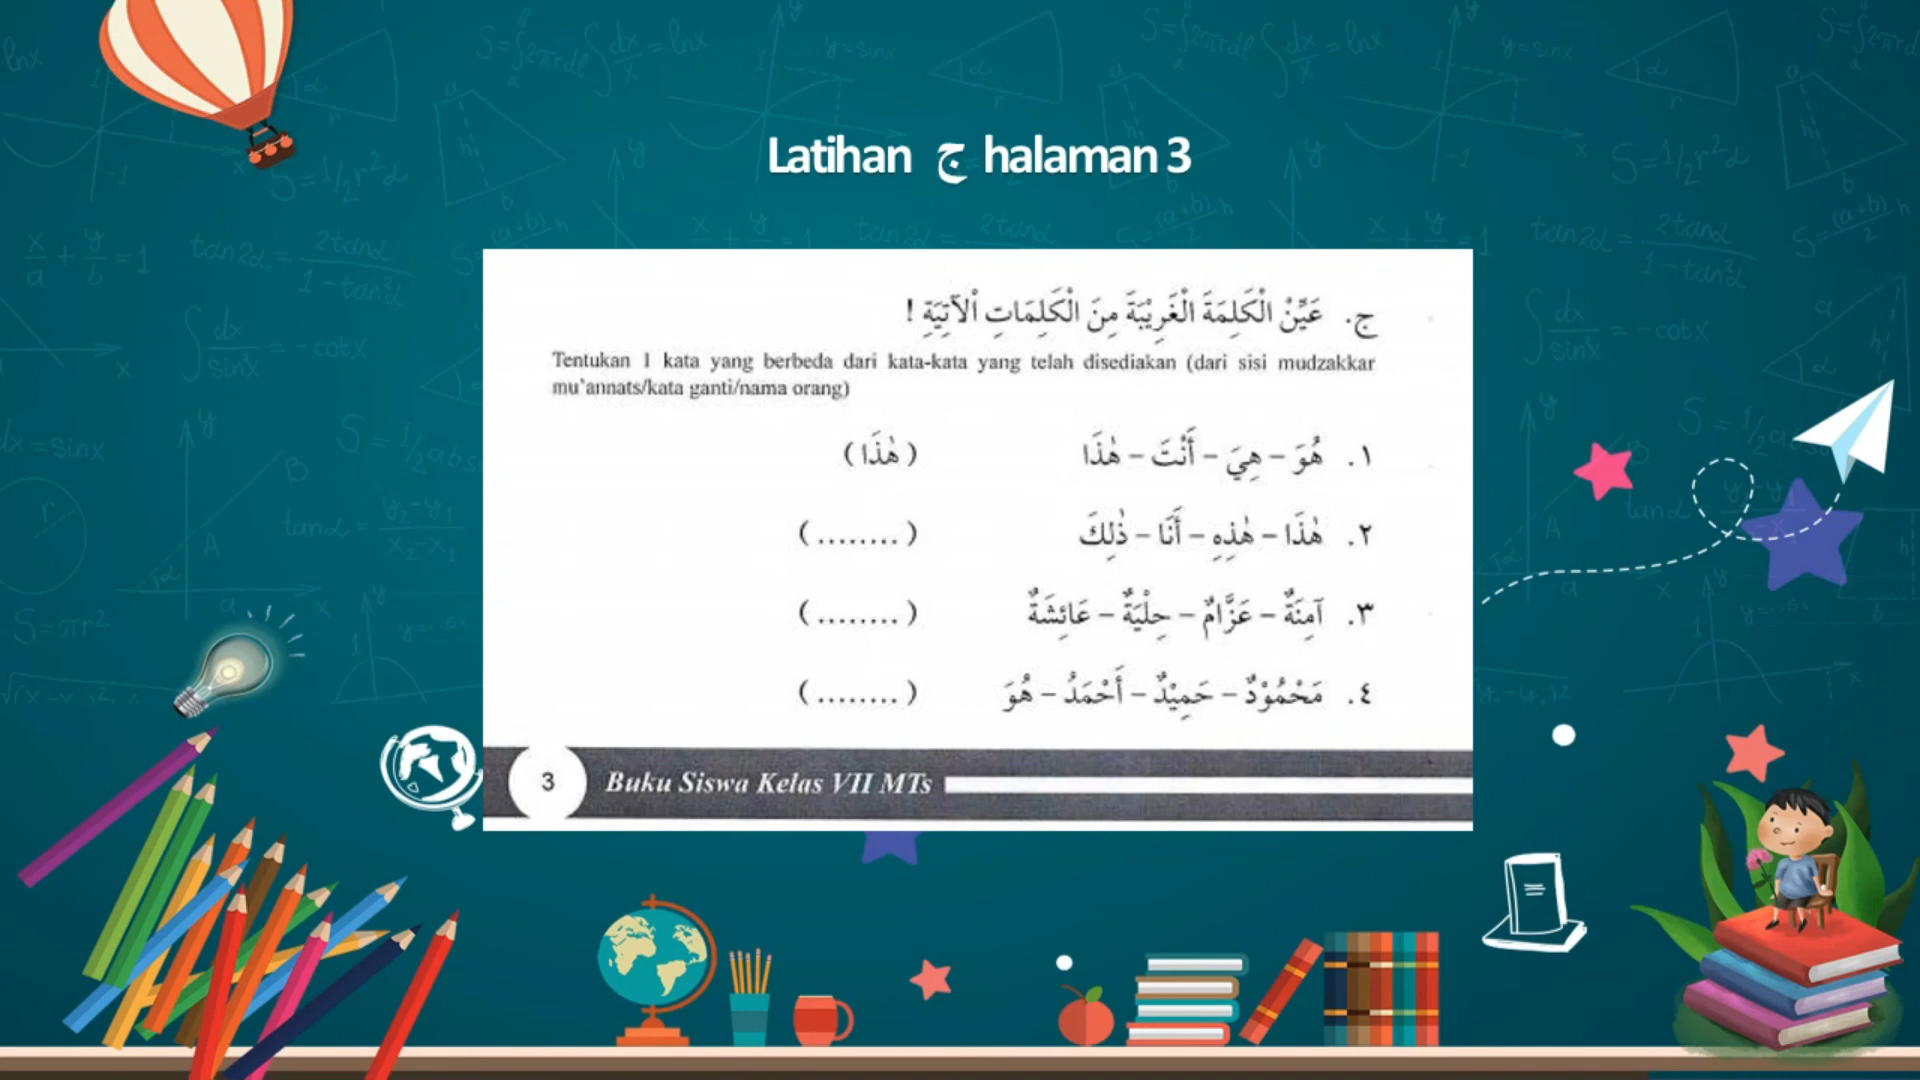 Latihan ج halaman 3
ج. عَيِّنْ الْكَلِمَةَ الْغَرِيْبَةَ مِنَ الْكَلِمَاتِ اْلآتِيَةِ !
Tentukan 1 kata yang berbeda dari kata-kata yang telah disediakan (dari sisi mudzakkar
mu'annats/kata ganti/nama orang)
١. هُوَ – هِيَ – أَنْتَ – هٰذَا ( هٰذَا )
٢. هٰذَا – هٰذِهِ – أَنَا – ذٰلِكَ ( ........ )
٣. آمِنَةٌ – عَزَّامٌ – حِلْيَةٌ – عَائِشَةٌ ( ........ )
٤. مَحْمُوْدٌ – حَمِيْدٌ – أَحْمَدُ – هُوَ ( ........ )
3 Buku Siswa Kelas VII MTs